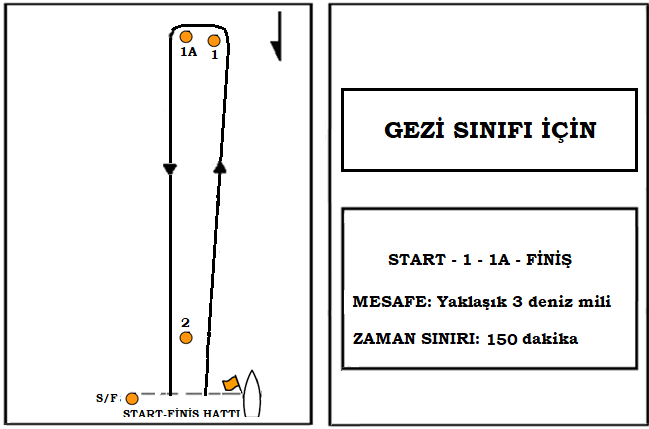 1A 1
2
S/F
START-FİNİŞ HATTI
GEZİ SINIFI İÇİN
START - 1 - 1A - FİNİŞ
MESAFE: Yaklaşık 3 deniz mili
ZAMAN SINIRI: 150 dakika